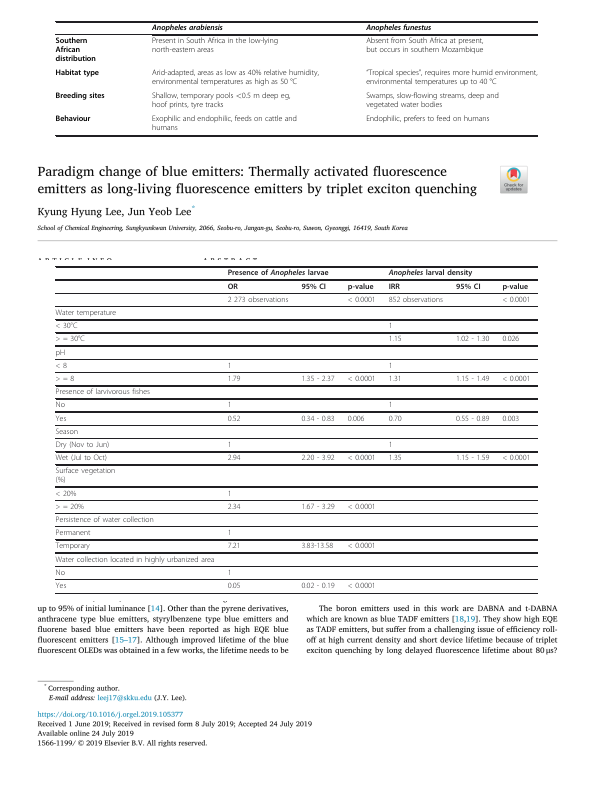 Anopheles arabiensis Anopheles funestus
Southern African distribution Present in South Africa in the low-lying north-eastern areas Absent from South Africa at present, but occurs in southern Mozambique
Habitat type Arid-adapted, areas as low as 40% relative humidity, environmental temperatures as high as 50 °C "Tropical species", requires more humid environment, environmental temperatures up to 40 °C
Breeding sites Shallow, temporary pools <0.5 m deep eg, hoof prints, tyre tracks Swamps, slow-flowing streams, deep and vegetated water bodies
Behaviour Exophilic and endophilic, feeds on cattle and humans Endophilic, prefers to feed on humans
Paradigm change of blue emitters: Thermally activated fluorescence
emitters as long-living fluorescence emitters by triplet exciton quenching
Check for updates
Kyung Hyung Lee, Jun Yeob Lee*
School of Chemical Engineering, Sungkyunkwan University, 2066, Seobu-ro, Jangan-gu, Seobu-ro, Suwon, Gyeonggi, 16419, South Korea
ARTICLE INFO ABSTRACT
Presence of Anopheles larvae Anopheles larval density
OR 95% CI p-value IRR 95% CI p-value
2 273 observations < 0.0001 852 observations < 0.0001
Water temperature
< 30°C 1
> = 30°C 1.15 1.02 - 1.30 0.026
pH
< 8 1 1
> = 8 1.79 1.35 - 2.37 < 0.0001 1.31 1.15 - 1.49 < 0.0001
Presence of larvivorous fishes
No 1 1
Yes 0.52 0.34 - 0.83 0.006 0.70 0.55 - 0.89 0.003
Season
Dry (Nov to Jun) 1 1
Wet (Jul to Oct) 2.94 2.20 - 3.92 < 0.0001 1.35 1.15 - 1.59 < 0.0001
Surface vegetation
(%)
< 20% 1
> = 20% 2.34 1.67 - 3.29 < 0.0001
Persistence of water collection
Permanent 1
Temporary 7.21 3.83-13.58 < 0.0001
Water collection located in highly urbanized area
No 1
Yes 0.05 0.02 - 0.19 < 0.0001
up to 95% of initial luminance [14]. Other than the pyrene derivatives,
anthracene type blue emitters, styrylbenzene type blue emitters and
fluorene based blue emitters have been reported as high EQE blue
fluorescent emitters [15–17]. Although improved lifetime of the blue
fluorescent OLEDs was obtained in a few works, the lifetime needs to be
The boron emitters used in this work are DABNA and t-DABNA
which are known as blue TADF emitters [18,19]. They show high EQE
as TADF emitters, but suffer from a challenging issue of efficiency roll-
off at high current density and short device lifetime because of triplet
exciton quenching by long delayed fluorescence lifetime about 80 μs?
* Corresponding author.
E-mail address: leej17@skku.edu (J.Y. Lee).
https://doi.org/10.1016/j.orgel.2019.105377
Received 1 June 2019; Received in revised form 8 July 2019; Accepted 24 July 2019
Available online 24 July 2019
1566-1199/ © 2019 Elsevier B.V. All rights reserved.